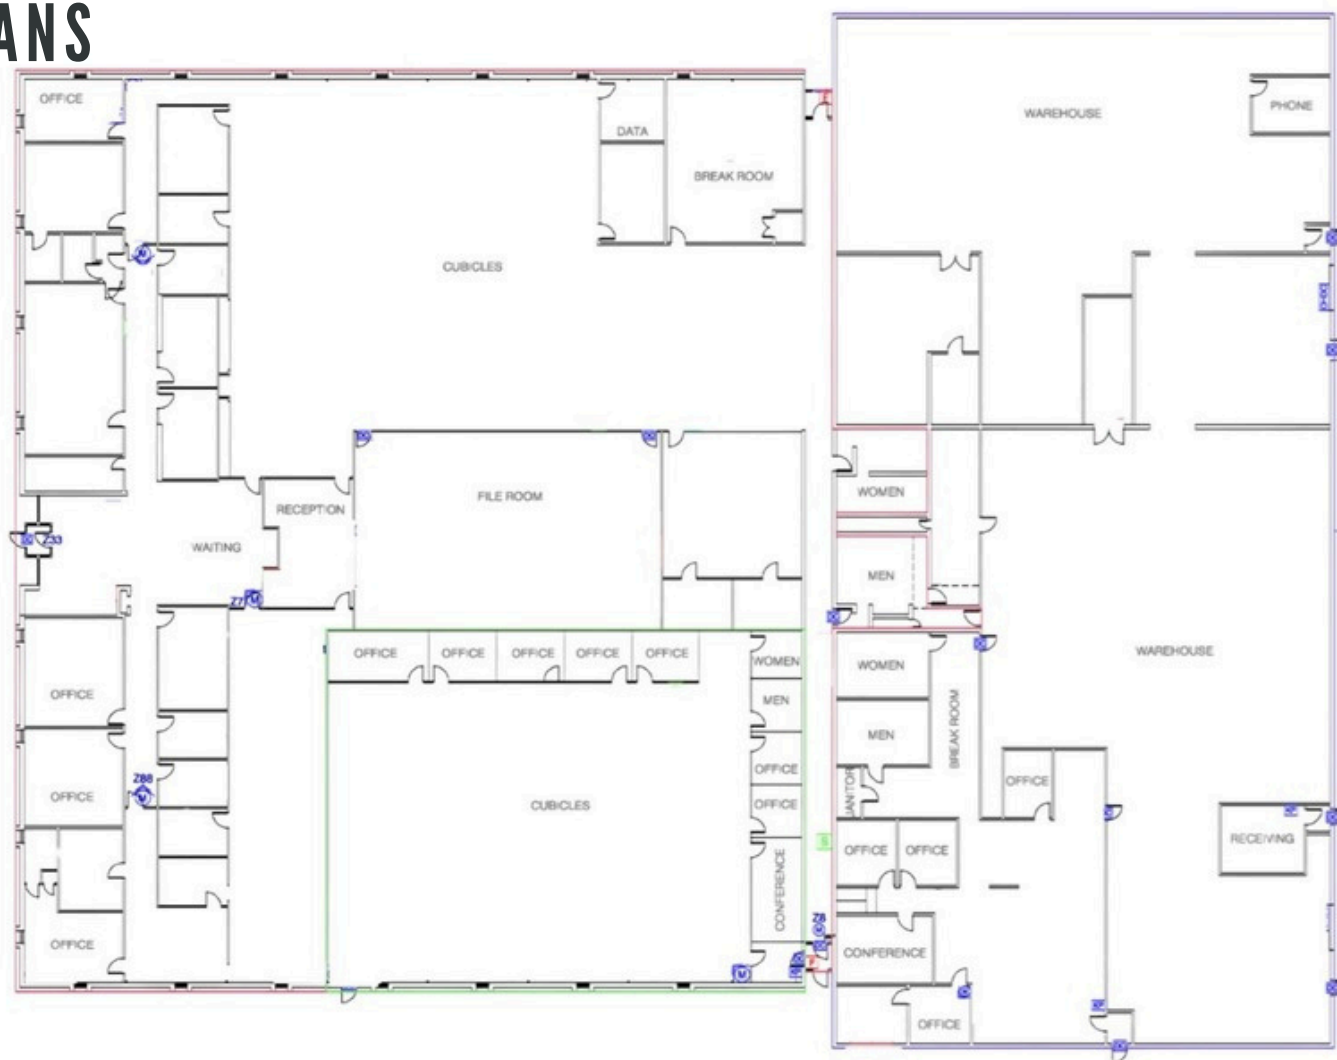 ANS
OFFICE
DATA
BREAK ROOM
WAREHOUSE
PHONE
CUBICLES
FILE ROOM
RECEPTION
WAITING
Z33
Z7
WOMEN
MEN
OFFICE
OFFICE
OFFICE
OFFICE
OFFICE
OFFICE
WOMEN
MEN
OFFICE
OFFICE
CONFERENCE
CUBICLES
Z88
OFFICE
OFFICE
WOMEN
MEN
BREAK ROOM
JANITOR
WAREHOUSE
OFFICE
RECEIVING
OFFICE
OFFICE
CONFERENCE
OFFICE